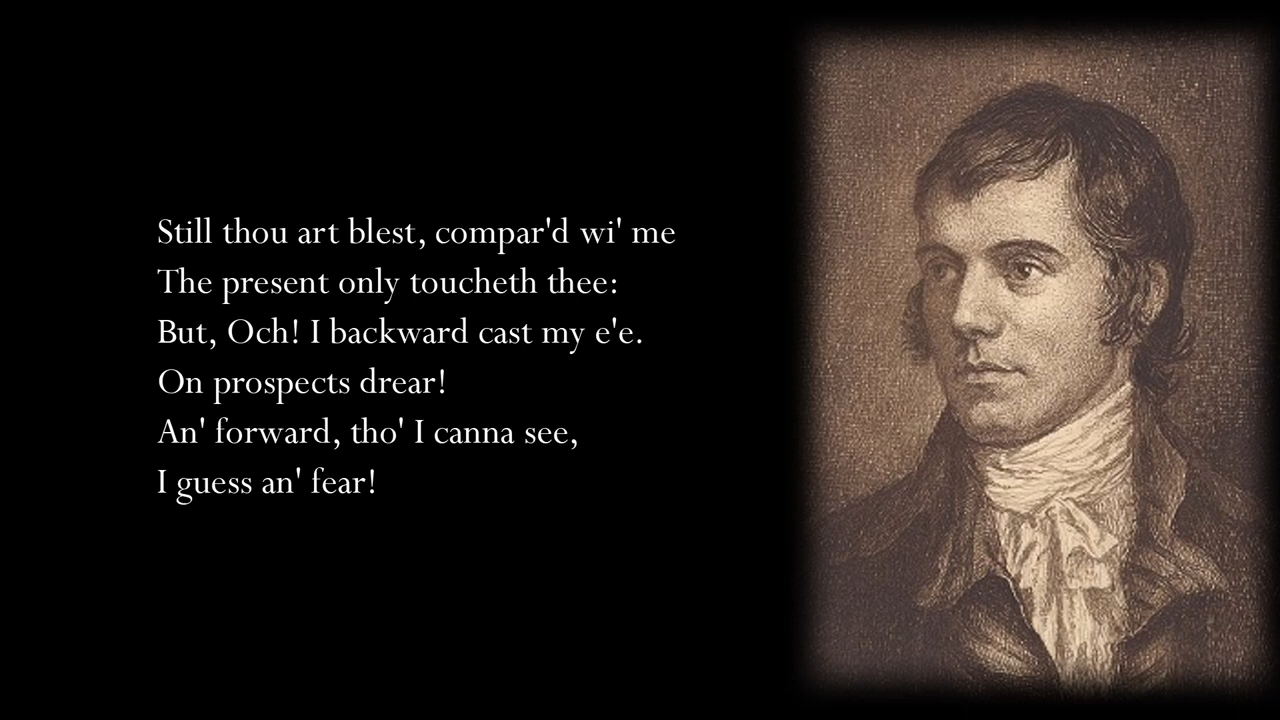 Still thou art blest, compar'd wi' me
The present only toucheth thee:
But, Och! I backward cast my e'e.
On prospects drear!
An' forward, tho' I canna see,
I guess an' fear!